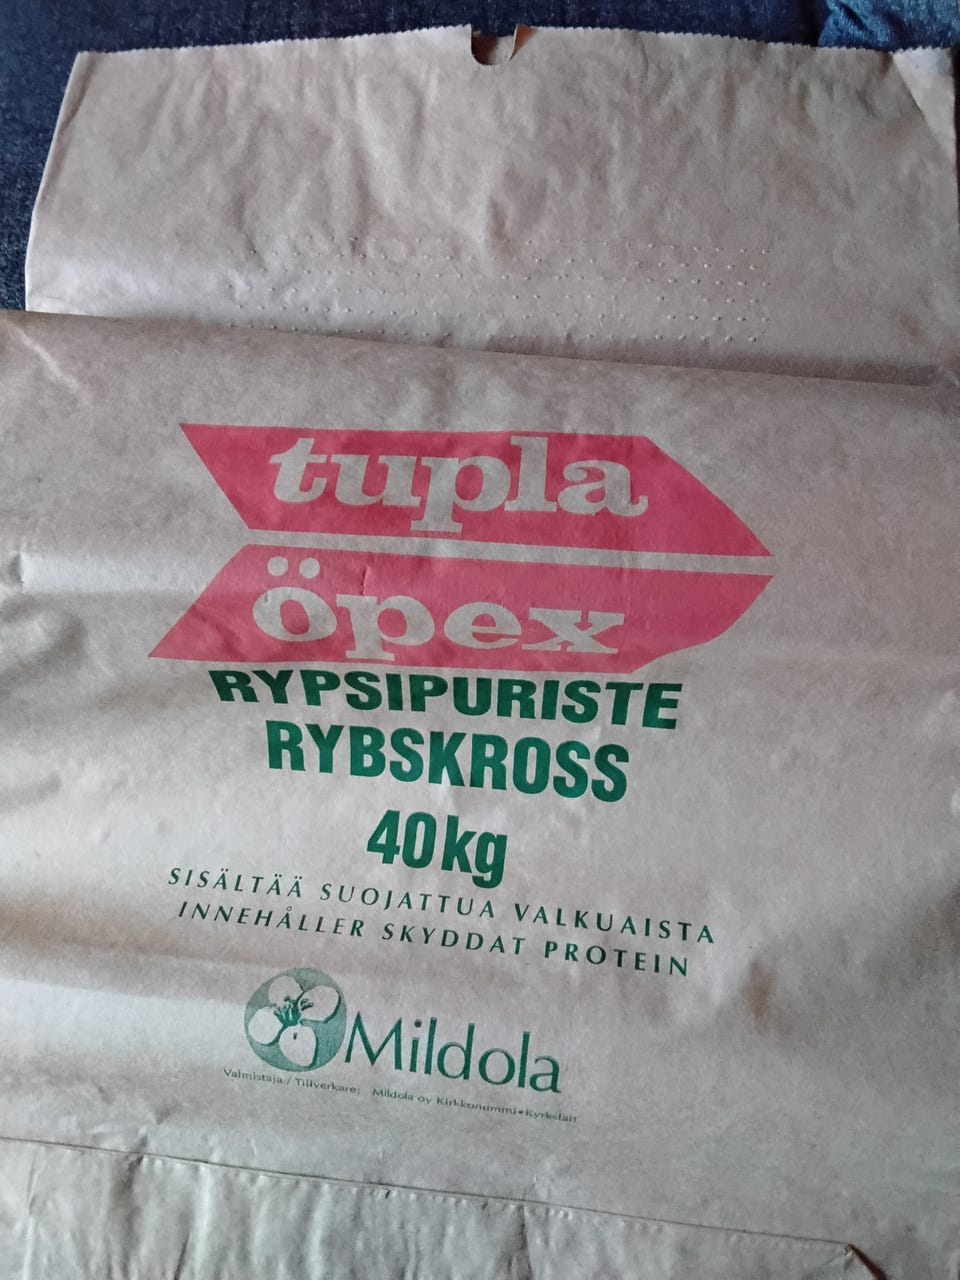 tupla
öpex
RYPSIPURISTE
RYBSKROSS
40kg
SISÄLTÄÄ SUOJATTUA VALKUAISTA
INNEHÅLLER SKYDDAT PROTEIN
Mildola
Valmistaja / Tillverkare: Mildola oy Kirkkonummi • Kyrkslätt